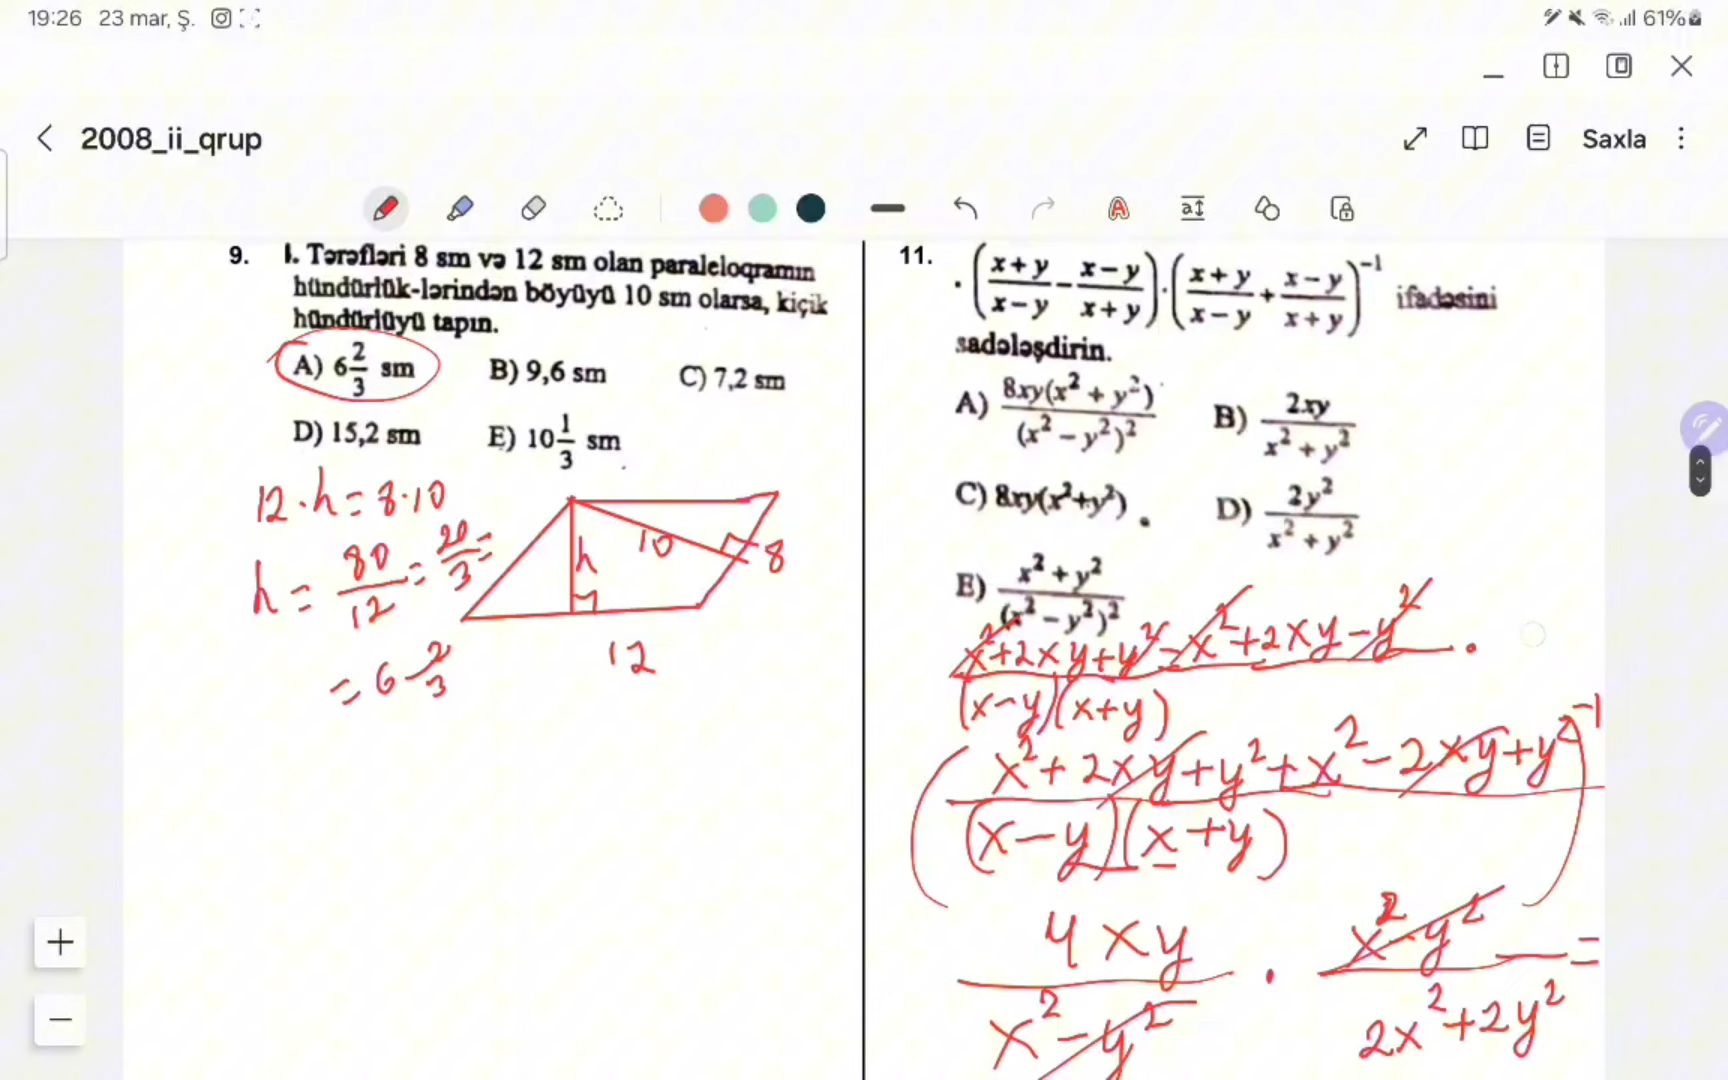 19:26 23 mar, Ş. 61%
2008_ii_qrup Saxla
9. I. Tərəfləri 8 sm və 12 sm olan paraleloqramın
hündürlük-lərindən böyüyü 10 sm olarsa, kiçik
hündürlüyü tapın.
A) 6 2/3 sm B) 9,6 sm C) 7,2 sm
D) 15,2 sm E) 10 1/3 sm
12·h=8·10
h = 80/12 = 20/3 =
= 6 2/3
h 10 8
12
11. ((x+y)/(x−y) − (x−y)/(x+y)) · ((x+y)/(x−y) + (x−y)/(x+y))⁻¹ ifadəsini
sadələşdirin.
A) 8xy(x²+y²)/(x²−y²)² B) 2xy/(x²+y²)
C) 8xy(x²+y²) D) 2y²/(x²+y²)
E) (x²+y²)/(x²−y²)²
(x²+2xy+y²−x²+2xy−y²)/((x−y)(x+y)) ·
((x²+2xy+y²+x²−2xy+y²)/((x−y)(x+y)))⁻¹
4xy/(x²−y²) · (x²−y²)/(2x²+2y²) =